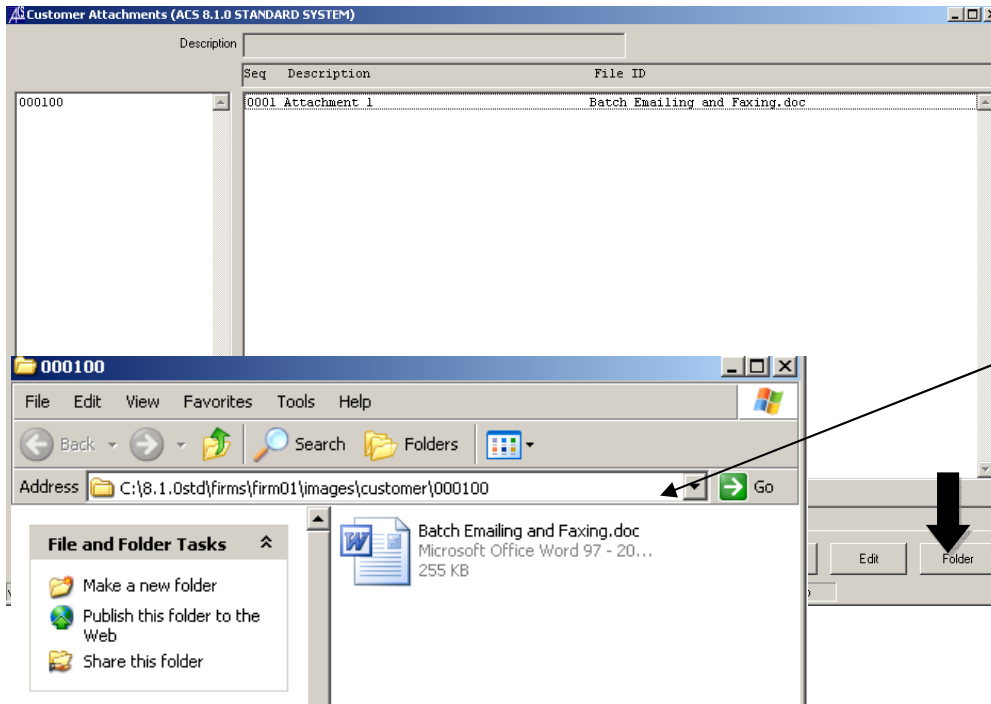 Customer Attachments (ACS 8.1.0 STANDARD SYSTEM)
Description
Seq Description File ID
000100
0001 Attachment 1 Batch Emailing and Faxing.doc
000100
File Edit View Favorites Tools Help
Back Search Folders
Address C:\8.1.0std\firms\firm01\images\customer\000100 Go
File and Folder Tasks
Make a new folder
Publish this folder to the
Web
Share this folder
Batch Emailing and Faxing.doc
Microsoft Office Word 97 - 20...
255 KB
Edit Folder